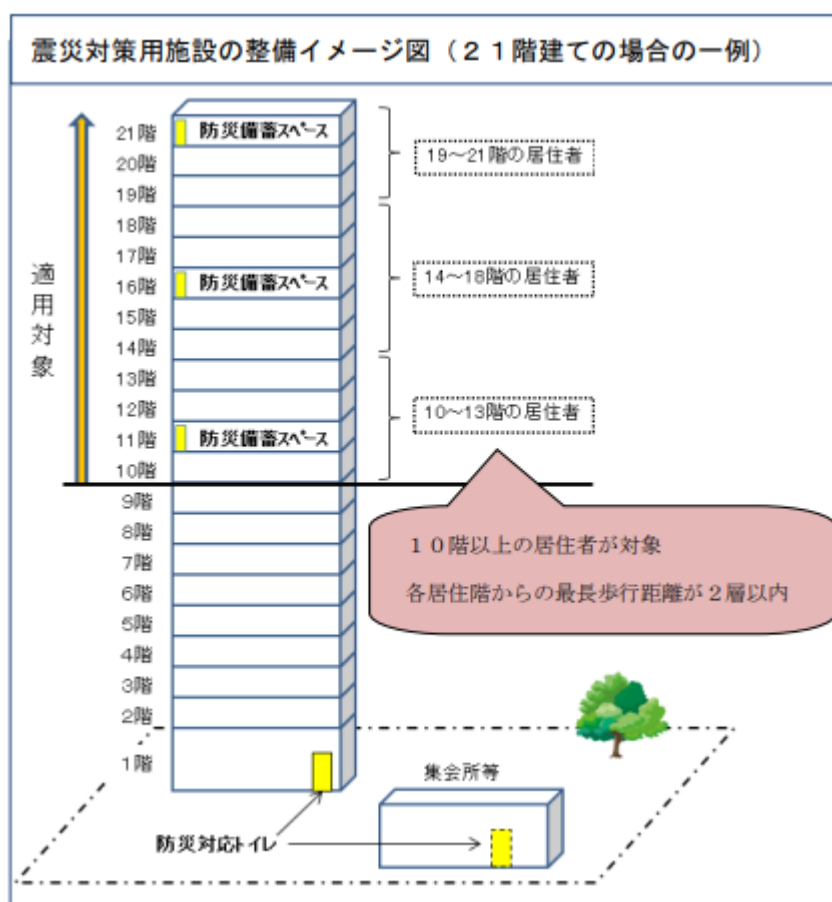 震災対策用施設の整備イメージ図（２１階建ての場合の一例）
21階 防災備蓄スペース
20階
19階
19～21階の居住者
18階
17階
16階 防災備蓄スペース
15階
14階
14～18階の居住者
13階
12階
11階 防災備蓄スペース
10階
10～13階の居住者
適用対象
9階
8階
7階
6階
5階
4階
3階
2階
1階
１０階以上の居住者が対象
各居住階からの最長歩行距離が２層以内
集会所等
防災対応トイレ